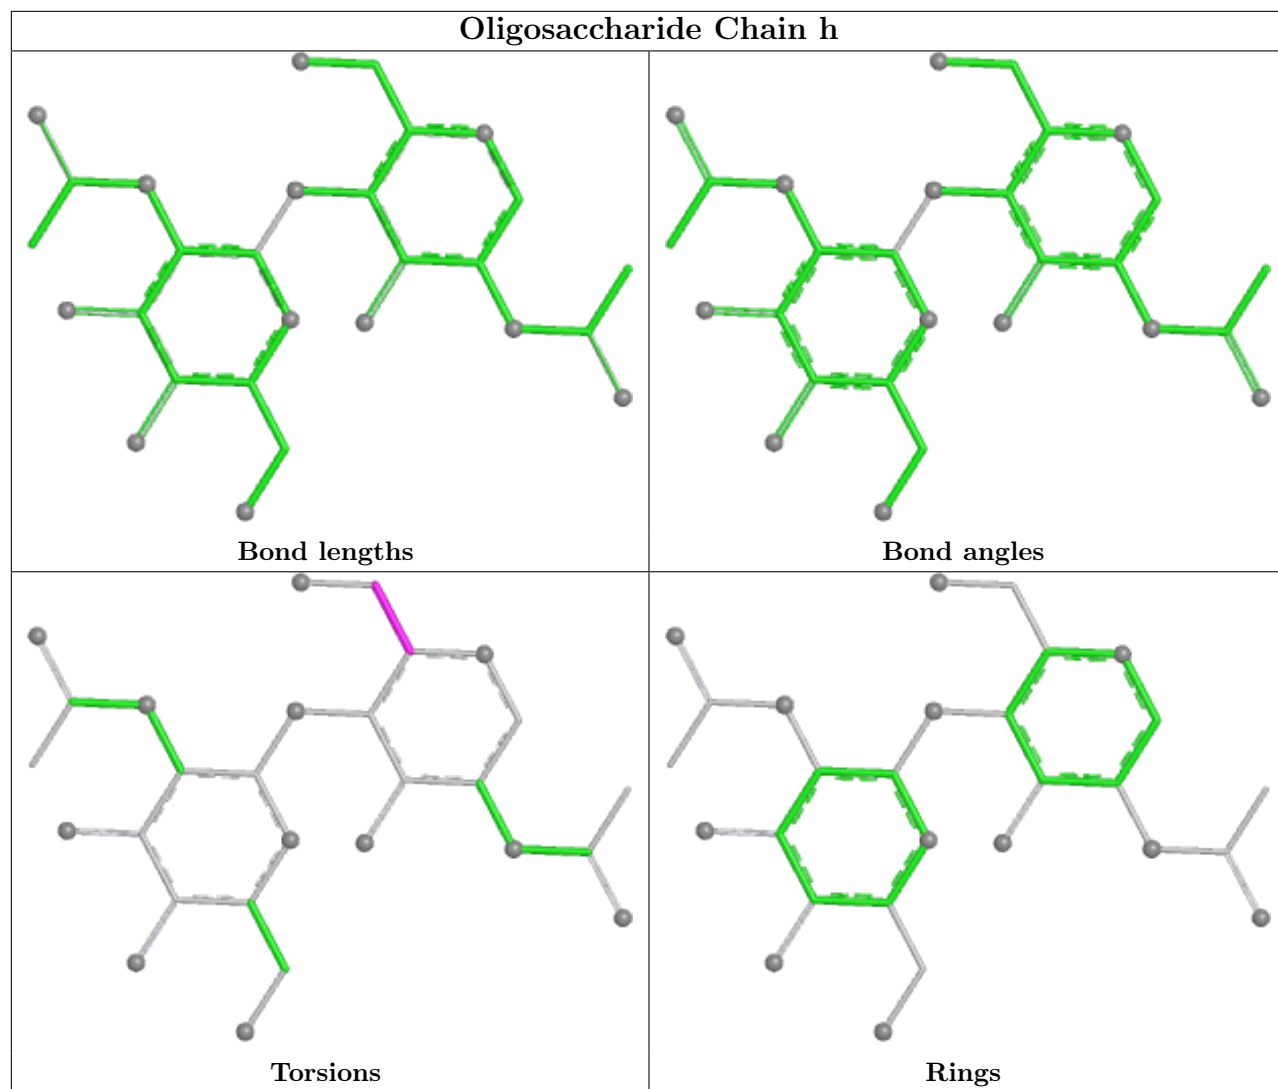 Oligosaccharide Chain h
Bond lengths
Bond angles
Torsions
Rings